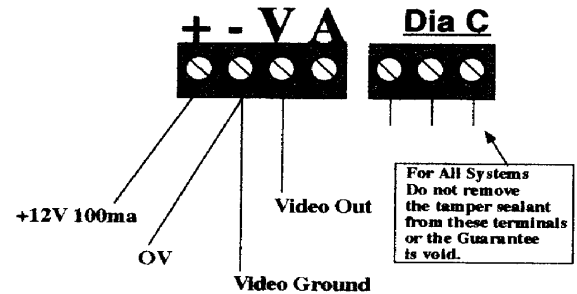 + - V A
Dia C
+12V 100ma
OV
Video Out
Video Ground
For All Systems
Do not remove
the tamper sealant
from these terminals
or the Guarantee
is void.